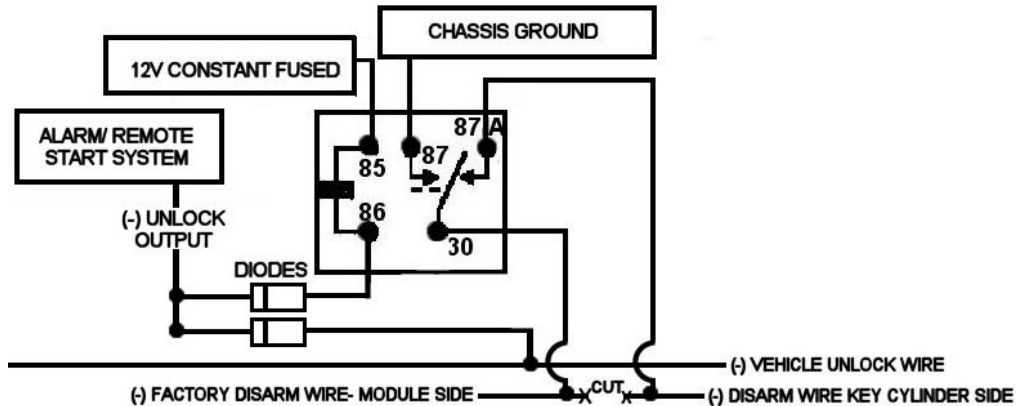 CHASSIS GROUND
12V CONSTANT FUSED
ALARM/ REMOTE
START SYSTEM
87 A
87
85
86
30
(-) UNLOCK
OUTPUT
DIODES
(-) VEHICLE UNLOCK WIRE
(-) FACTORY DISARM WIRE- MODULE SIDE
X CUT X
(-) DISARM WIRE KEY CYLINDER SIDE